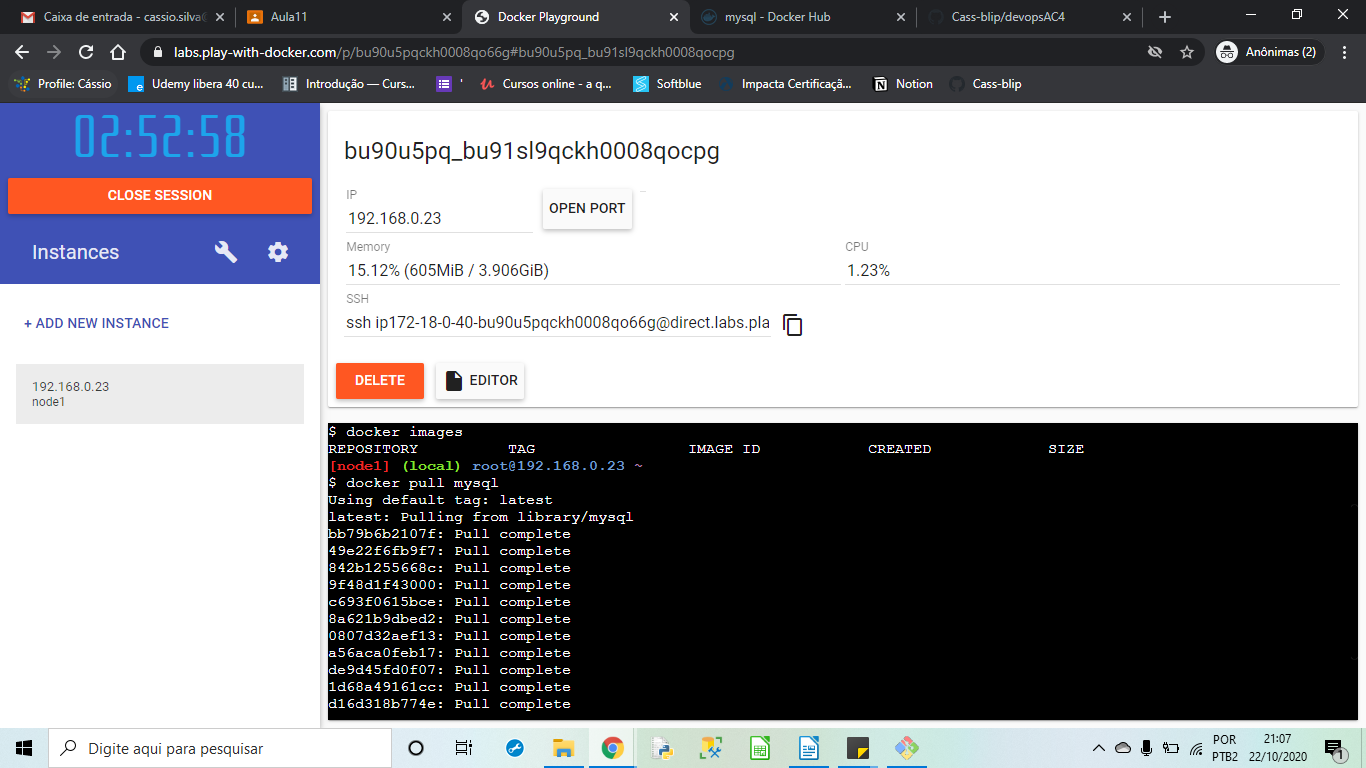 Caixa de entrada - cassio.silva@
Aula11
Docker Playground
mysql - Docker Hub
Cass-blip/devopsAC4
labs.play-with-docker.com/p/bu90u5pqckh0008qo66g#bu90u5pq_bu91sl9qckh0008qocpg
Anônimas (2)
Profile: Cássio
Udemy libera 40 cu...
Introdução — Curs...
'
Cursos online - a q...
Softblue
Impacta Certificaçã...
Notion
Cass-blip
02:52:58
CLOSE SESSION
Instances
+ ADD NEW INSTANCE
192.168.0.23
node1
bu90u5pq_bu91sl9qckh0008qocpg
IP
192.168.0.23
OPEN PORT
Memory
15.12% (605MiB / 3.906GiB)
CPU
1.23%
SSH
ssh ip172-18-0-40-bu90u5pqckh0008qo66g@direct.labs.pla
DELETE
EDITOR
$ docker images
REPOSITORY TAG IMAGE ID CREATED SIZE
[node1] (local) root@192.168.0.23 ~
$ docker pull mysql
Using default tag: latest
latest: Pulling from library/mysql
bb79b6b2107f: Pull complete
49e22f6fb9f7: Pull complete
842b1255668c: Pull complete
9f48d1f43000: Pull complete
c693f0615bce: Pull complete
8a621b9dbed2: Pull complete
0807d32aef13: Pull complete
a56aca0feb17: Pull complete
de9d45fd0f07: Pull complete
1d68a49161cc: Pull complete
d16d318b774e: Pull complete
Digite aqui para pesquisar
POR
PTB2
21:07
22/10/2020
1